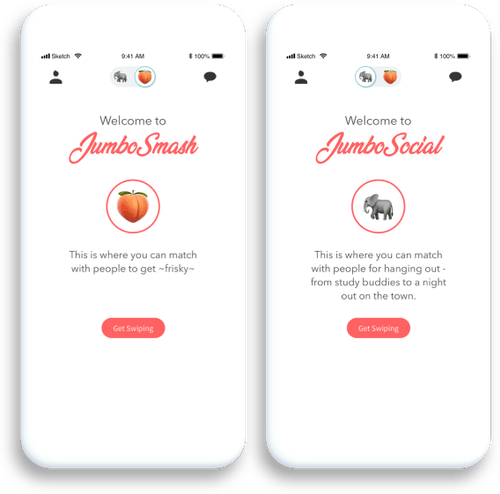 Sketch 9:41 AM 100%
Welcome to
JumboSmash
This is where you can match
with people to get ~frisky~
Get Swiping
Sketch 9:41 AM 100%
Welcome to
JumboSocial
This is where you can match
with people for hanging out -
from study buddies to a night
out on the town.
Get Swiping